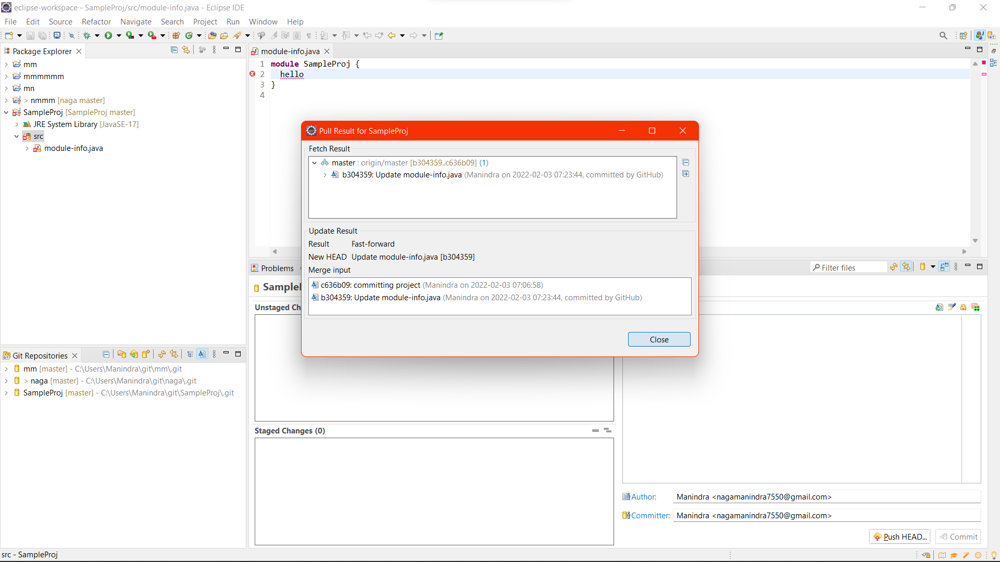 eclipse-workspace - SampleProj/src/module-info.java - Eclipse IDE
File Edit Source Refactor Navigate Search Project Run Window Help
Package Explorer
mm
mmmmmm
mn
> nmmm [naga master]
SampleProj [SampleProj master]
JRE System Library [JavaSE-17]
src
module-info.java
module-info.java
1 module SampleProj {
2 hello
3 }
4
Pull Result for SampleProj
Fetch Result
master : origin/master [b304359..c636b09] (1)
b304359: Update module-info.java (Manindra on 2022-02-03 07:23:44, committed by GitHub)
Update Result
Result Fast-forward
New HEAD Update module-info.java [b304359]
Merge input
c636b09: committing project (Manindra on 2022-02-03 07:06:58)
b304359: Update module-info.java (Manindra on 2022-02-03 07:23:44, committed by GitHub)
Close
Problems
Filter files
Sample
Unstaged Ch
Staged Changes (0)
Author: Manindra <nagamanindra7550@gmail.com>
Committer: Manindra <nagamanindra7550@gmail.com>
Push HEAD... Commit
Git Repositories
mm [master] - C:\Users\Manindra\git\mm\.git
> naga [master] - C:\Users\Manindra\git\naga\.git
SampleProj [master] - C:\Users\Manindra\git\SampleProj\.git
src - SampleProj